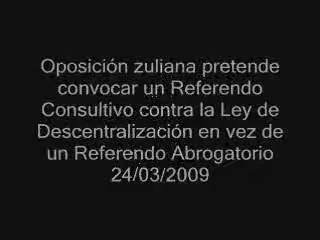 Oposición zuliana pretende
convocar un Referendo
Consultivo contra la Ley de
Descentralización en vez de
un Referendo Abrogatorio
24/03/2009